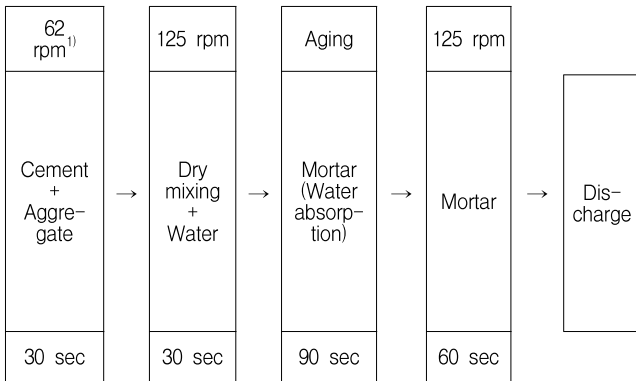 62
rpm1)
125 rpm
Aging
125 rpm
Cement
+
Aggre-
gate
→
Dry
mixing
+
Water
→
Mortar
(Water
absorp-
tion)
→
Mortar
→
Dis-
charge
30 sec
30 sec
90 sec
60 sec